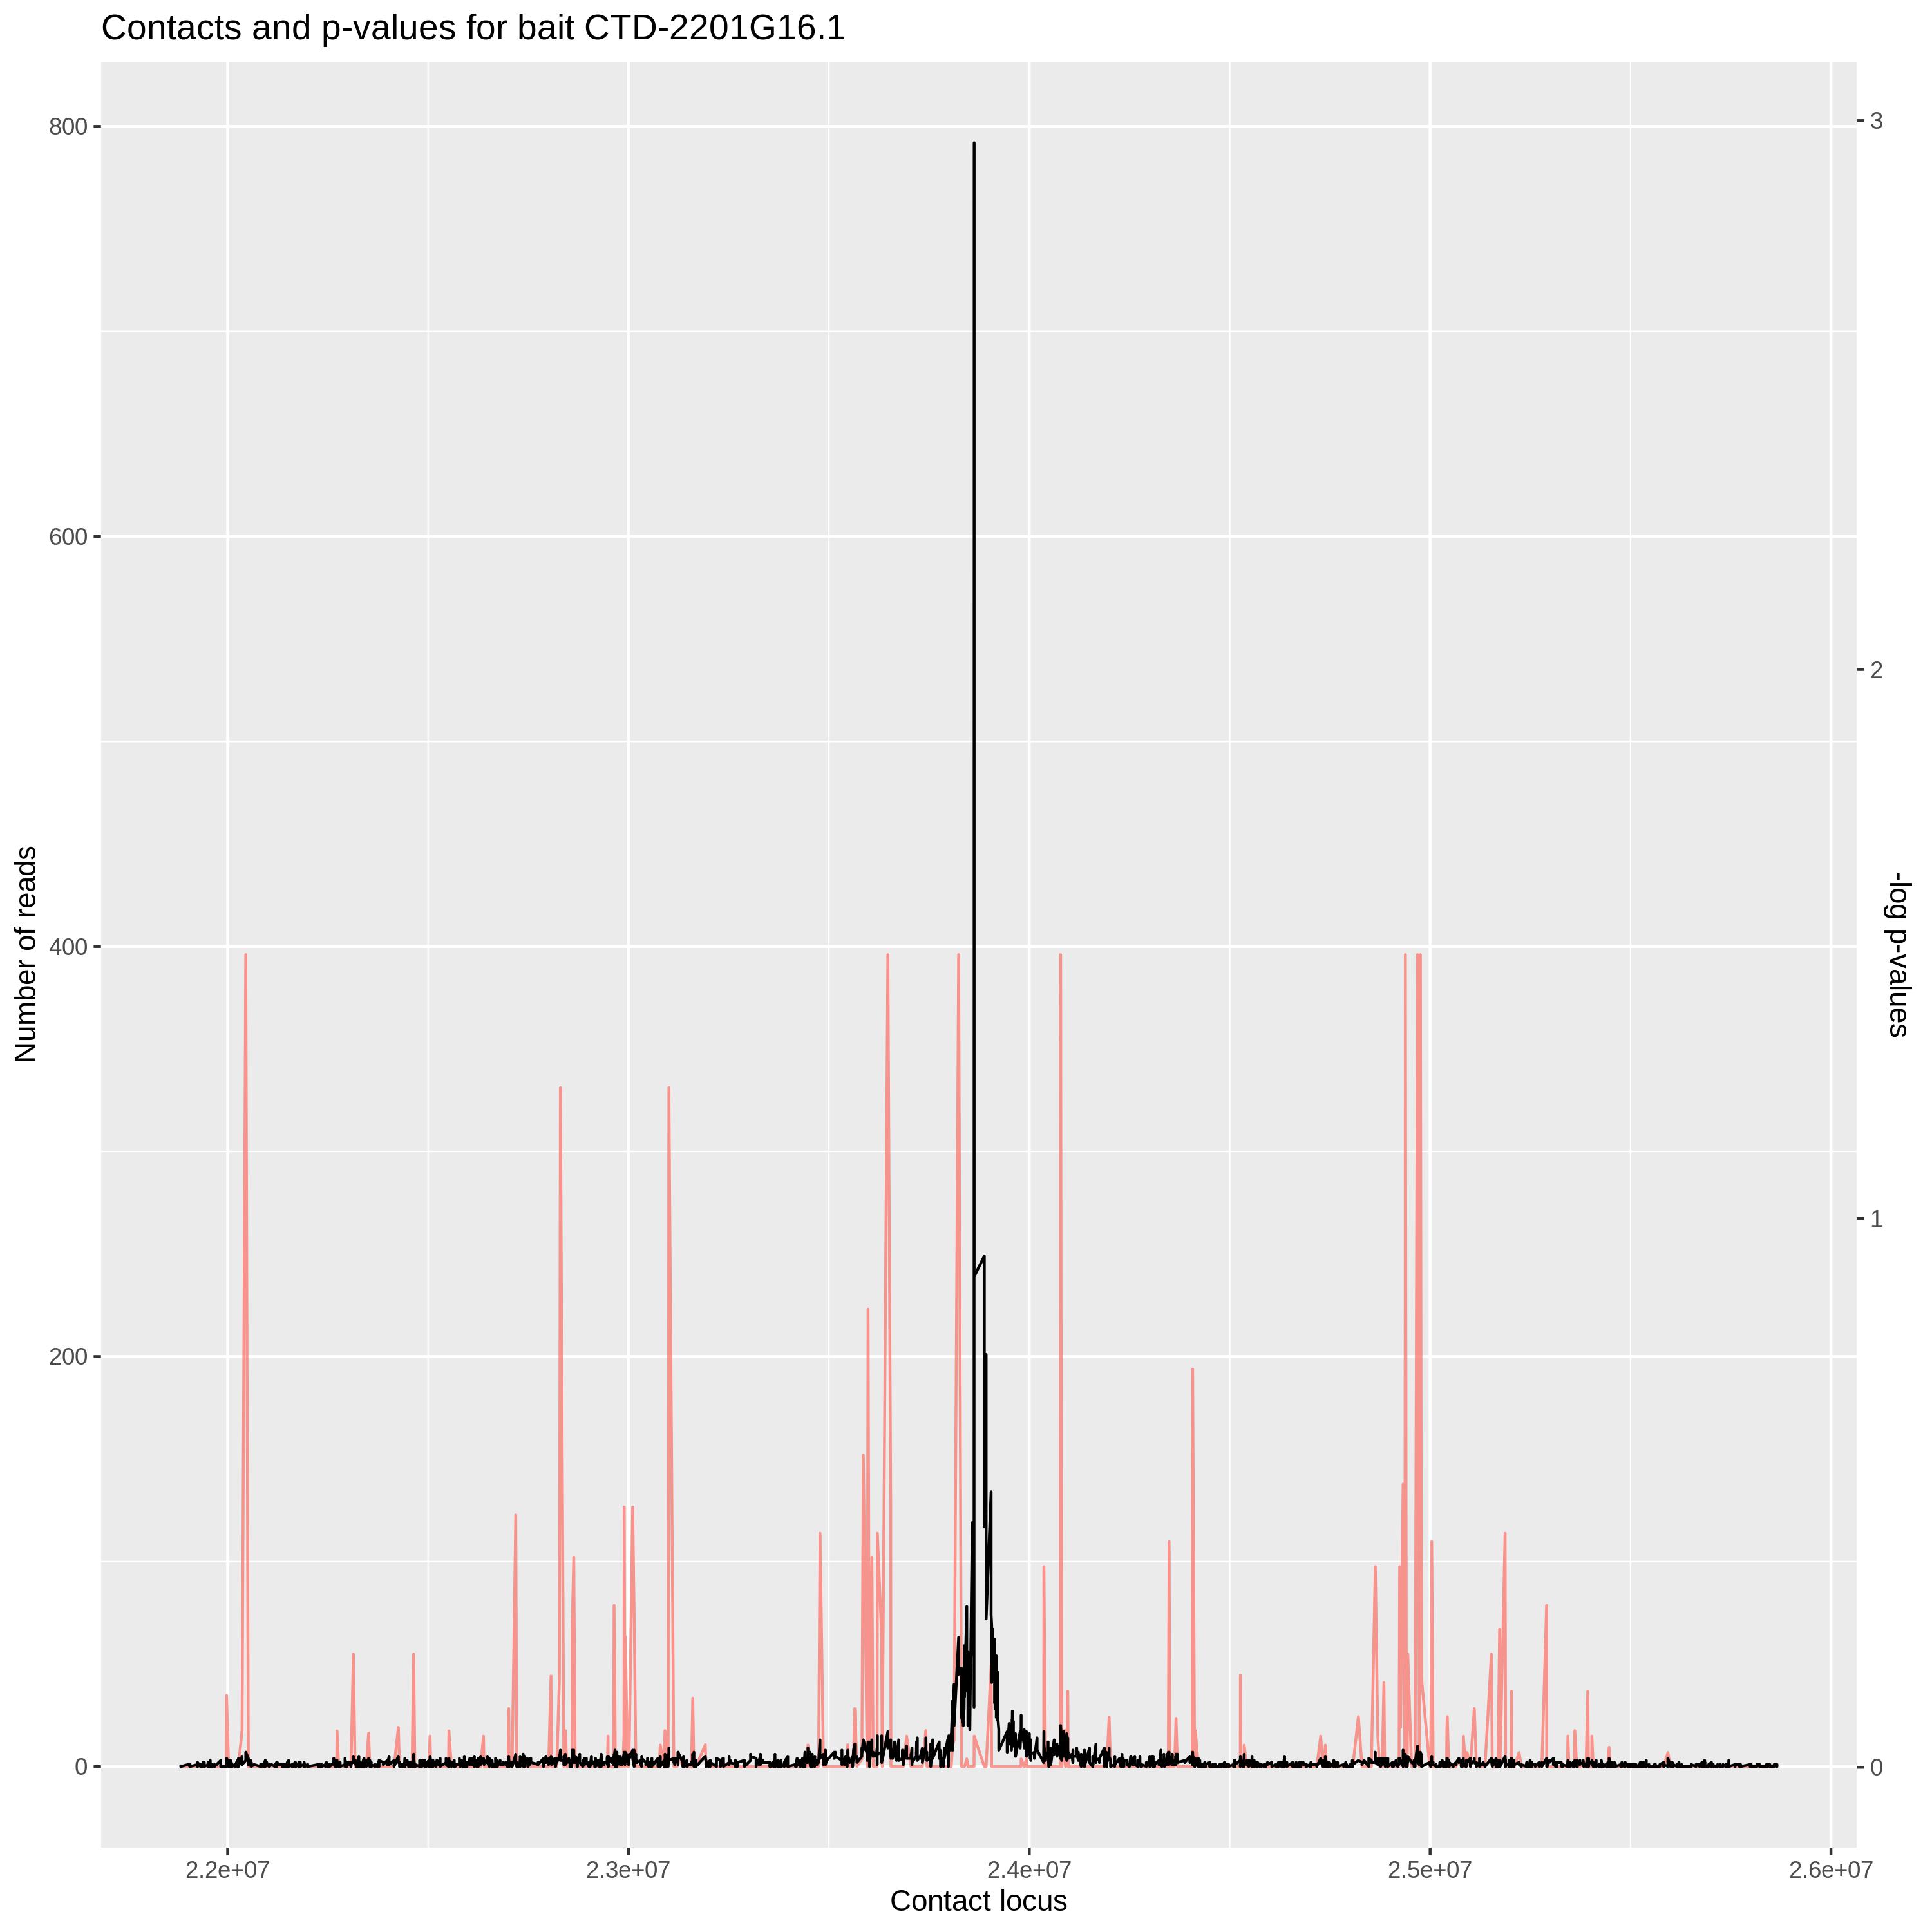 Contacts and p-values for bait CTD-2201G16.1
800
600
400
200
0
Number of reads
3
2
1
0
-log p-values
2.2e+07
2.3e+07
2.4e+07
2.5e+07
2.6e+07
Contact locus